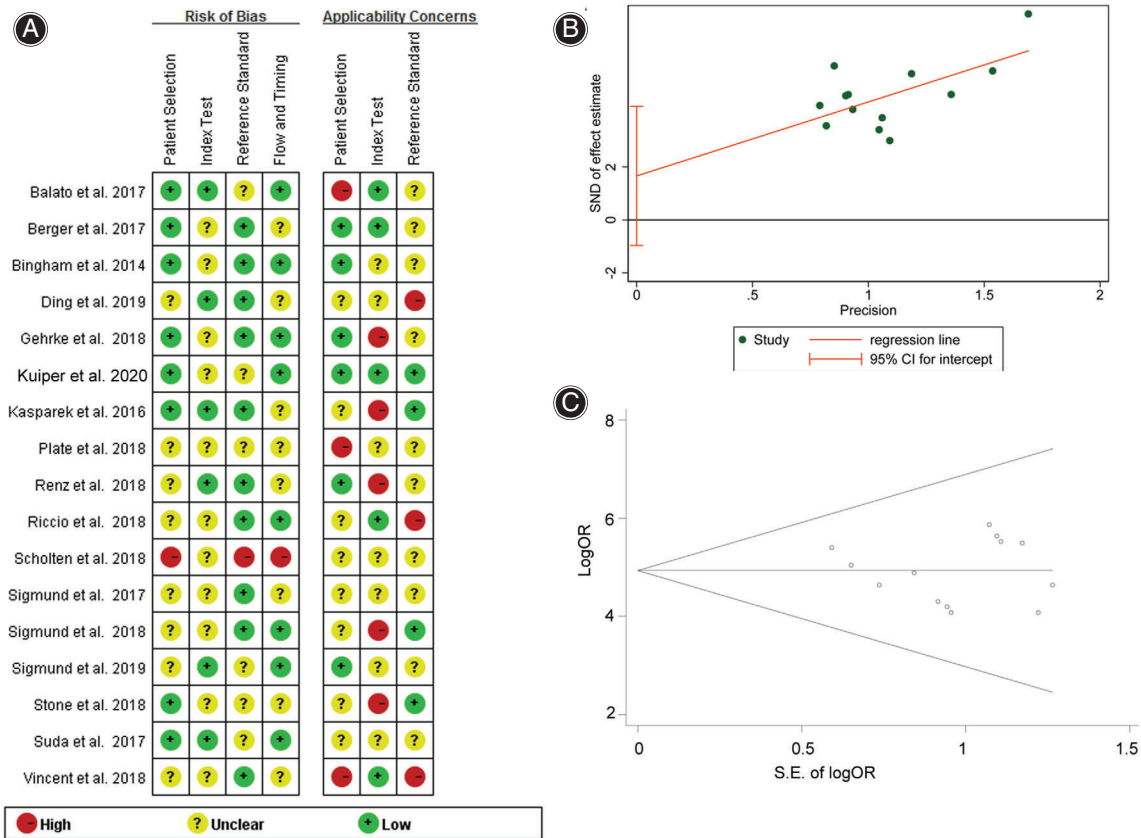 A
Risk of Bias
Applicability Concerns
Patient Selection
Index Test
Reference Standard
Flow and Timing
Patient Selection
Index Test
Reference Standard
Balato et al. 2017 + + ? + - + ?
Berger et al. 2017 + ? + ? + + ?
Bingham et al. 2014 + ? + + + ? ?
Ding et al. 2019 ? + + ? ? ? -
Gehrke et al. 2018 + ? + + + - ?
Kuiper et al. 2020 + ? ? + + + +
Kasparek et al. 2016 + + + ? ? - +
Plate et al. 2018 ? ? ? ? - ? ?
Renz et al. 2018 ? + + ? + - ?
Riccio et al. 2018 ? ? + + ? + -
Scholten et al. 2018 - ? - - ? ? ?
Sigmund et al. 2017 ? ? + ? ? ? ?
Sigmund et al. 2018 ? ? + + ? - +
Sigmund et al. 2019 ? + ? + + ? ?
Stone et al. 2018 + ? ? ? ? - +
Suda et al. 2017 + + ? + ? ? ?
Vincent et al. 2018 ? ? + ? - + -
- High ? Unclear + Low
B
SND of effect estimate
2
0
-2
0 .5 1 1.5 2
Precision
Study regression line
95% CI for intercept
C
LogOR
8
6
4
2
0 0.5 1 1.5
S.E. of logOR